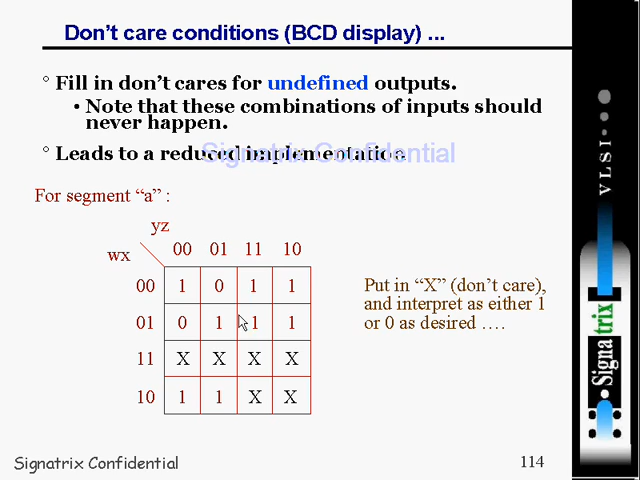 Don't care conditions (BCD display) ...
° Fill in don't cares for undefined outputs.
• Note that these combinations of inputs should
never happen.
° Leads to a reduced implementation
Signatrix Confidential
For segment "a" :
yz
wx
00 01 11 10
00 1 0 1 1
01 0 1 1 1
11 X X X X
10 1 1 X X
Put in "X" (don't care),
and interpret as either 1
or 0 as desired ….
VLSI
Signatrix
Signatrix Confidential
114